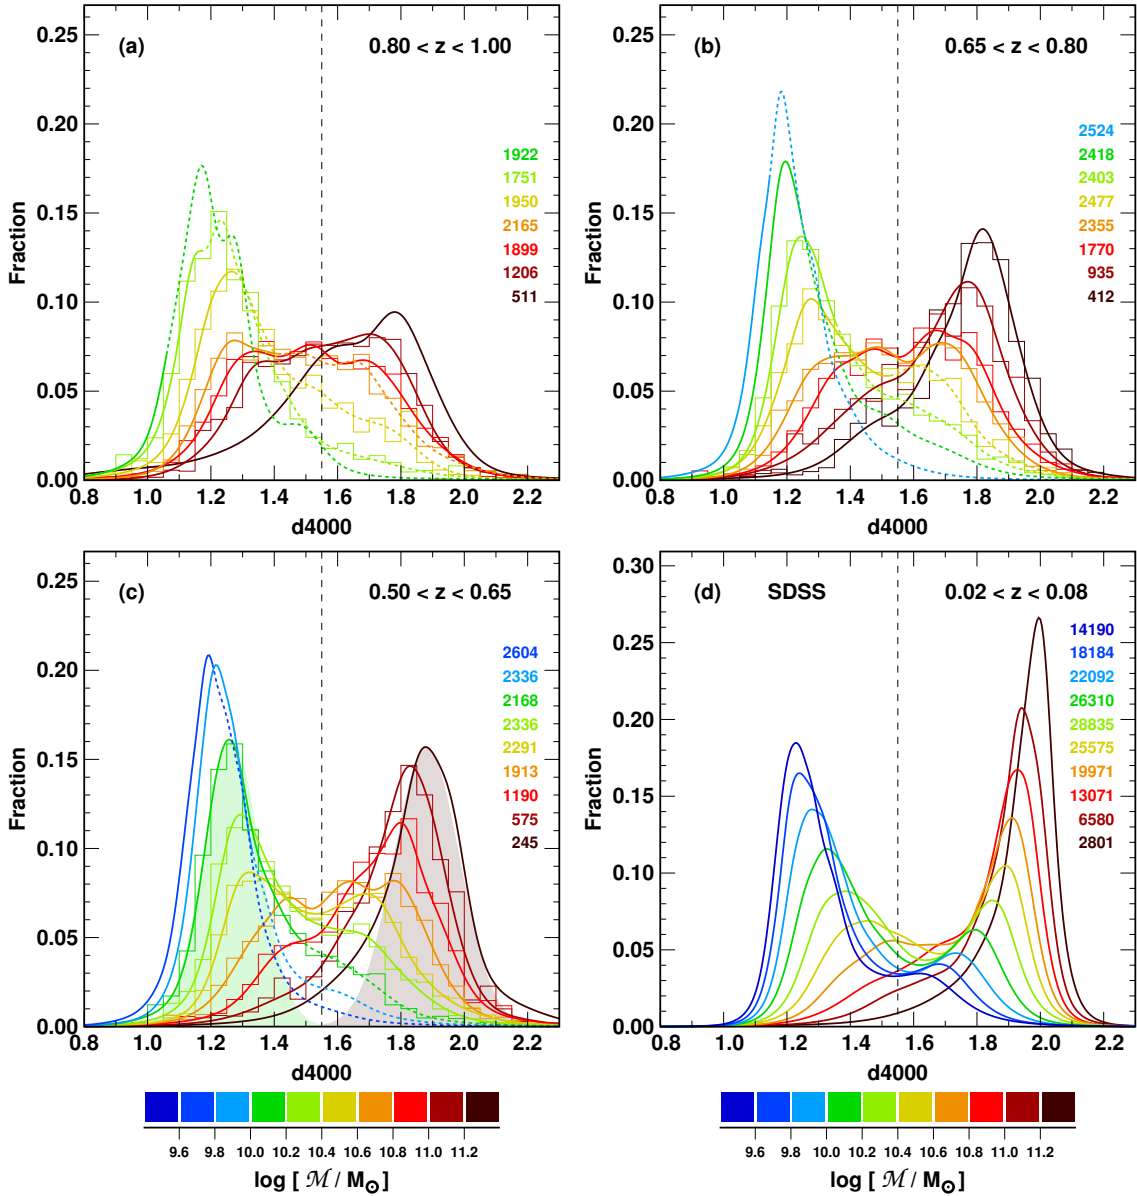 (a) 0.80 < z < 1.00
0.25
0.20
0.15
0.10
0.05
0.00
Fraction
1922
1751
1950
2165
1899
1206
511
0.8 1.0 1.2 1.4 1.6 1.8 2.0 2.2
d4000
(b) 0.65 < z < 0.80
0.25
0.20
0.15
0.10
0.05
0.00
Fraction
2524
2418
2403
2477
2355
1770
935
412
0.8 1.0 1.2 1.4 1.6 1.8 2.0 2.2
d4000
(c) 0.50 < z < 0.65
0.25
0.20
0.15
0.10
0.05
0.00
Fraction
2604
2336
2168
2336
2291
1913
1190
575
245
0.8 1.0 1.2 1.4 1.6 1.8 2.0 2.2
d4000
(d) SDSS 0.02 < z < 0.08
0.30
0.25
0.20
0.15
0.10
0.05
0.00
Fraction
14190
18184
22092
26310
28835
25575
19971
13071
6580
2801
0.8 1.0 1.2 1.4 1.6 1.8 2.0 2.2
d4000
9.6 9.8 10.0 10.2 10.4 10.6 10.8 11.0 11.2
log [ ℳ / M⊙ ]
9.6 9.8 10.0 10.2 10.4 10.6 10.8 11.0 11.2
log [ ℳ / M⊙ ]